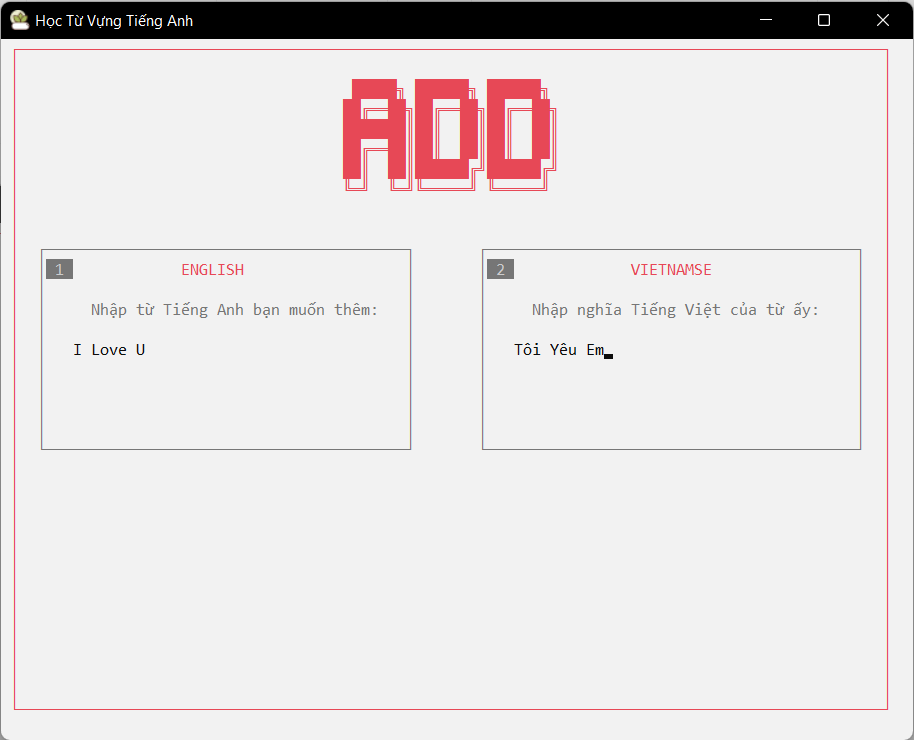 Học Từ Vựng Tiếng Anh
ADD
1 ENGLISH
Nhập từ Tiếng Anh bạn muốn thêm:
I Love U
2 VIETNAMSE
Nhập nghĩa Tiếng Việt của từ ấy:
Tôi Yêu Em